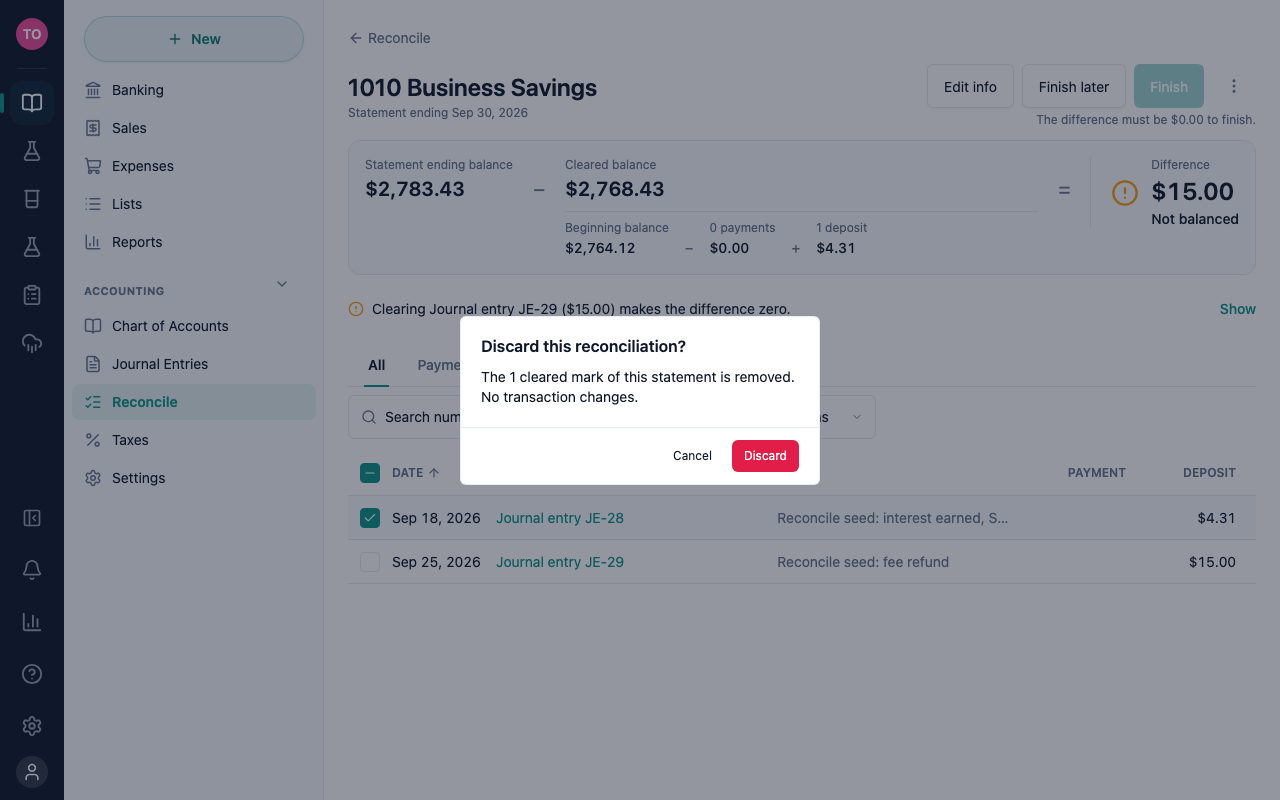 TO
New
Banking
Sales
Expenses
Lists
Reports
ACCOUNTING
Chart of Accounts
Journal Entries
Reconcile
Taxes
Settings
Reconcile
1010 Business Savings
Statement ending Sep 30, 2026
Edit info
Finish later
Finish
The difference must be $0.00 to finish.
Statement ending balance
$2,783.43
−
Cleared balance
$2,768.43
Beginning balance
$2,764.12
−
0 payments
$0.00
+
1 deposit
$4.31
=
Difference
$15.00
Not balanced
Clearing Journal entry JE-29 ($15.00) makes the difference zero.
Show
All
Discard this reconciliation?
The 1 cleared mark of this statement is removed.
No transaction changes.
Cancel
Discard
Search
DATE
PAYMENT
DEPOSIT
Sep 18, 2026 Journal entry JE-28 Reconcile seed: interest earned, S... $4.31
Sep 25, 2026 Journal entry JE-29 Reconcile seed: fee refund $15.00